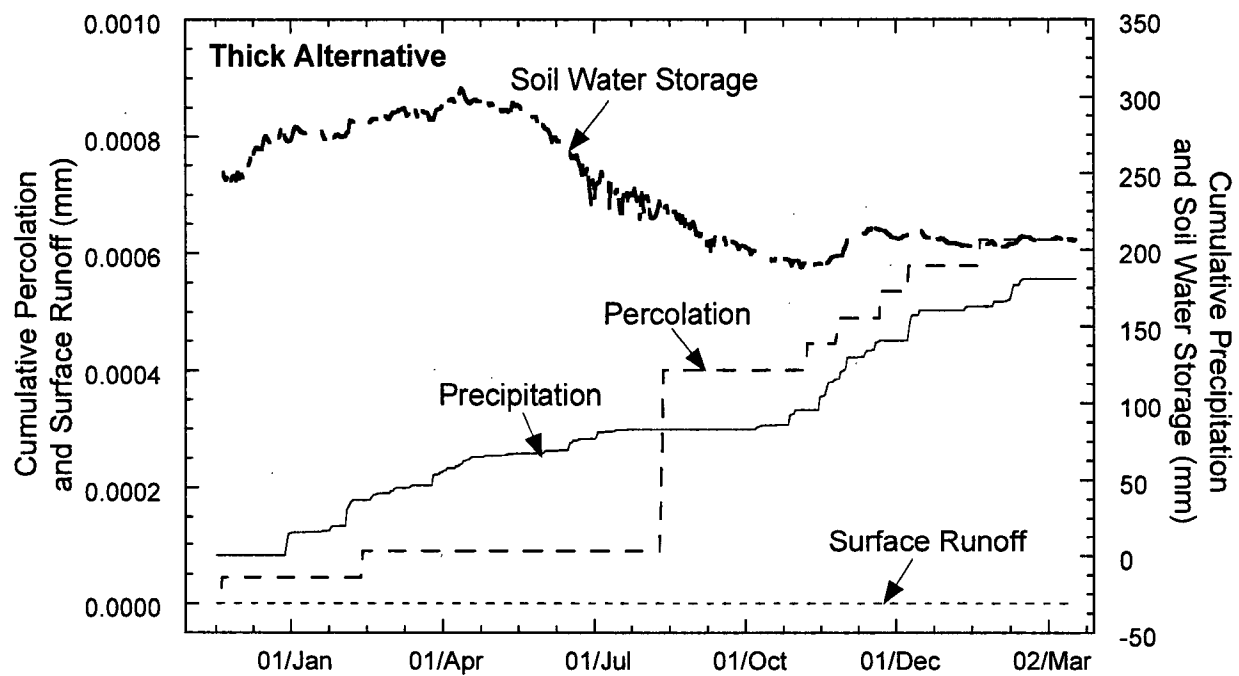 0.0010
0.0008
0.0006
0.0004
0.0002
0.0000
Cumulative Percolation
and Surface Runoff (mm)
Thick Alternative
Soil Water Storage
Percolation
Precipitation
Surface Runoff
350
300
250
200
150
100
50
0
-50
Cumulative Precipitation
and Soil Water Storage (mm)
01/Jan
01/Apr
01/Jul
01/Oct
01/Dec
02/Mar